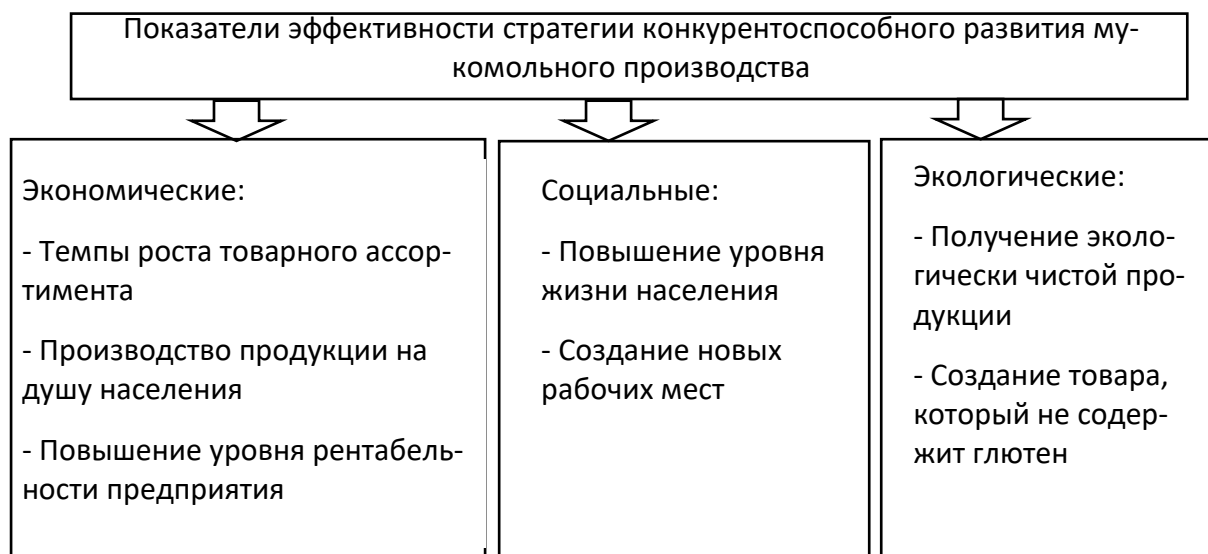 Показатели эффективности стратегии конкурентоспособного развития му-
комольного производства
Экономические:
- Темпы роста товарного ассор-
тимента
- Производство продукции на
душу населения
- Повышение уровня рентабель-
ности предприятия
Социальные:
- Повышение уровня
жизни населения
- Создание новых
рабочих мест
Экологические:
- Получение эколо-
гически чистой про-
дукции
- Создание товара,
который не содер-
жит глютен